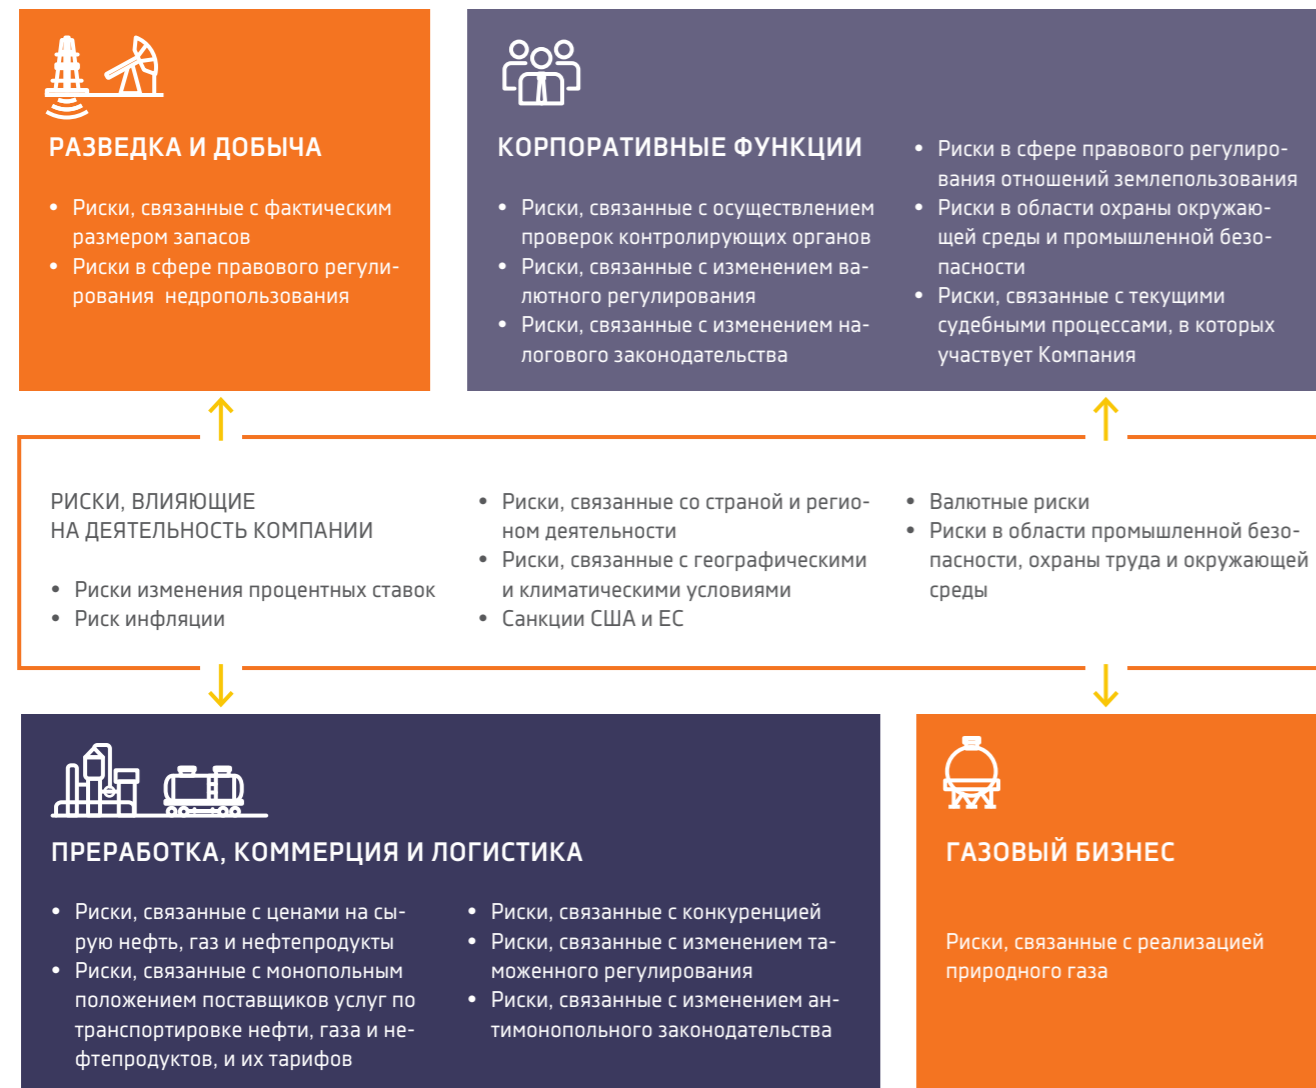 РАЗВЕДКА И ДОБЫЧА
• Риски, связанные с фактическим
размером запасов
• Риски в сфере правового регули-
рования недропользования
КОРПОРАТИВНЫЕ ФУНКЦИИ
• Риски, связанные с осуществлением
проверок контролирующих органов
• Риски, связанные с изменением ва-
лютного регулирования
• Риски, связанные с изменением на-
логового законодательства
• Риски в сфере правового регулиро-
вания отношений землепользования
• Риски в области охраны окружаю-
щей среды и промышленной безо-
пасности
• Риски, связанные с текущими
судебными процессами, в которых
участвует Компания
РИСКИ, ВЛИЯЮЩИЕ
НА ДЕЯТЕЛЬНОСТЬ КОМПАНИИ
• Риски изменения процентных ставок
• Риск инфляции
• Риски, связанные со страной и регио-
ном деятельности
• Риски, связанные с географическими
и климатическими условиями
• Санкции США и ЕС
• Валютные риски
• Риски в области промышленной безо-
пасности, охраны труда и окружающей
среды
ПРЕРАБОТКА, КОММЕРЦИЯ И ЛОГИСТИКА
• Риски, связанные с ценами на сы-
рую нефть, газ и нефтепродукты
• Риски, связанные с монопольным
положением поставщиков услуг по
транспортировке нефти, газа и не-
фтепродуктов, и их тарифов
• Риски, связанные с конкуренцией
• Риски, связанные с изменением та-
моженного регулирования
• Риски, связанные с изменением ан-
тимонопольного законодательства
ГАЗОВЫЙ БИЗНЕС
Риски, связанные с реализацией
природного газа